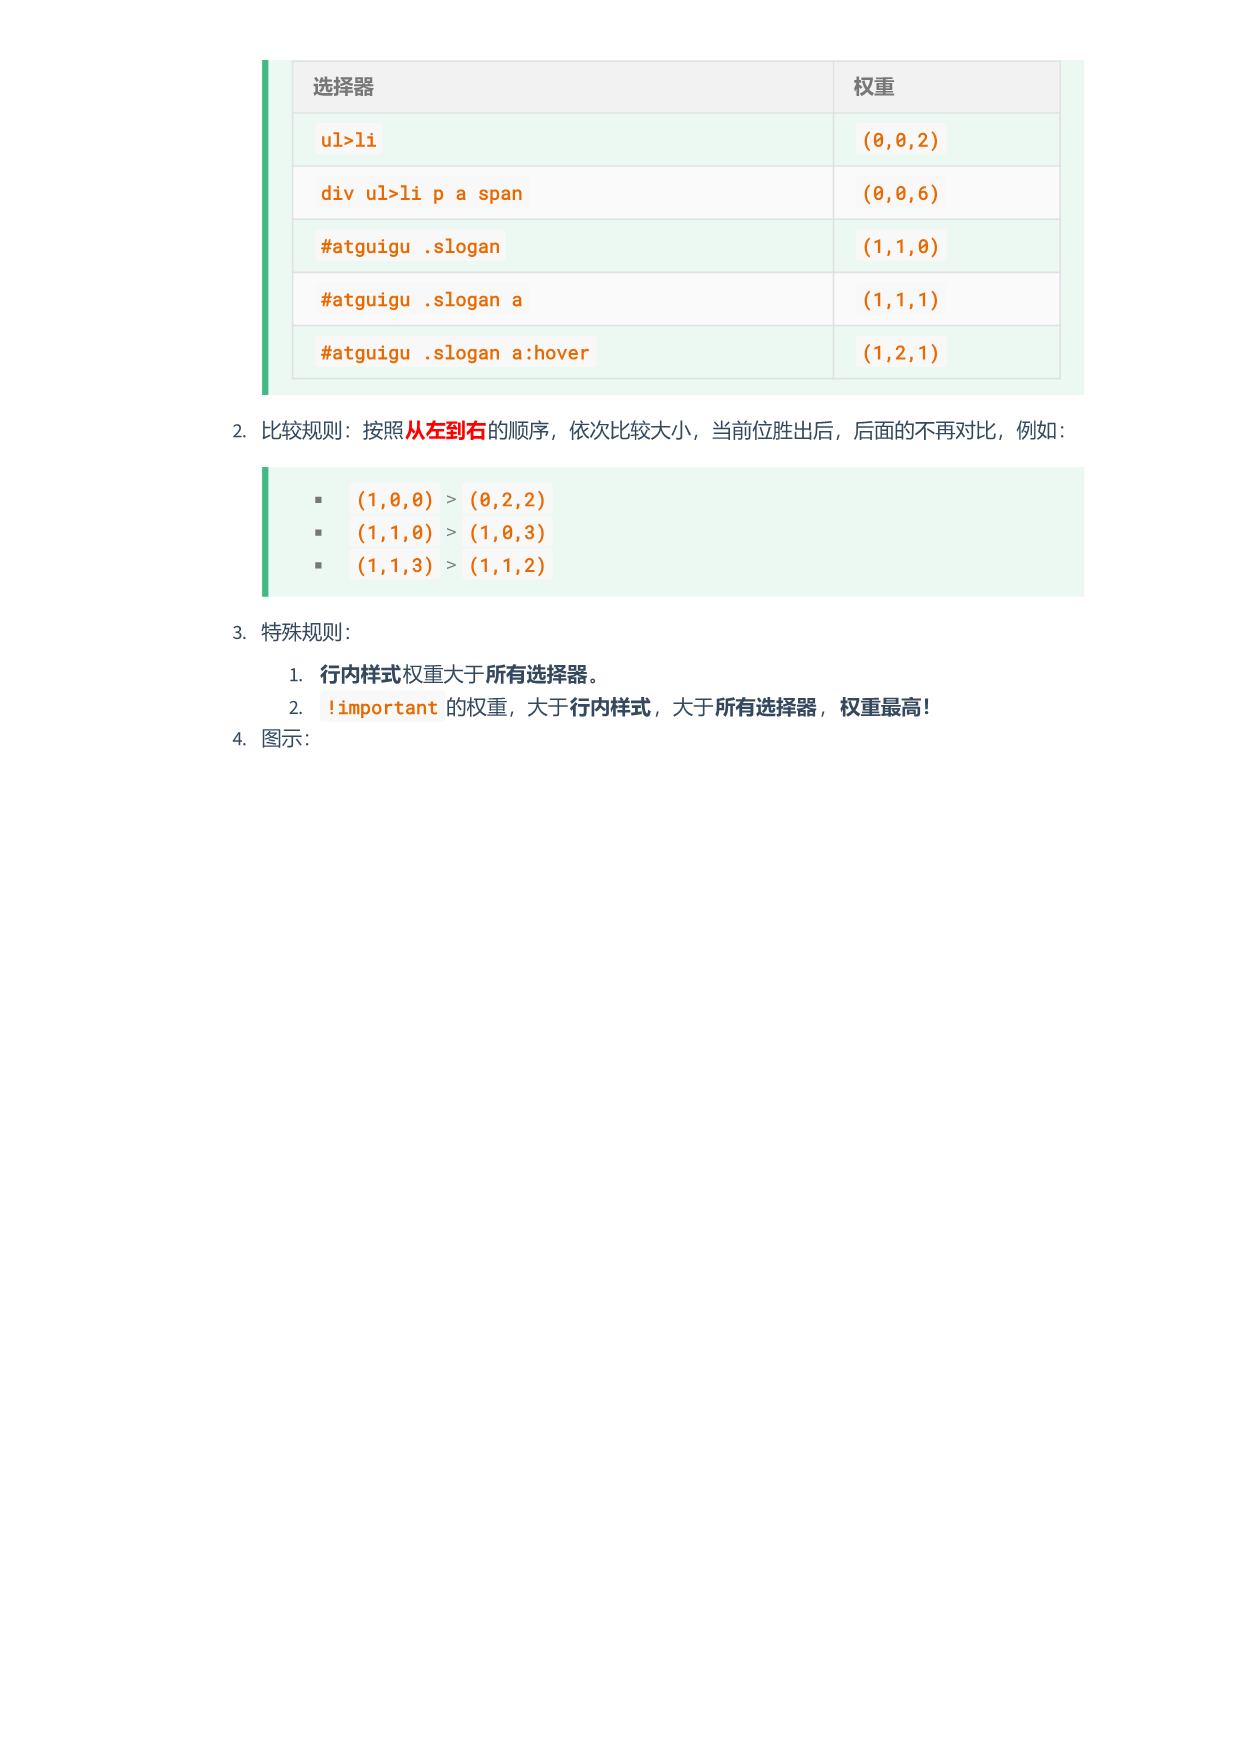 选择器 权重
ul>li (0,0,2)
div ul>li p a span (0,0,6)
#atguigu .slogan (1,1,0)
#atguigu .slogan a (1,1,1)
#atguigu .slogan a:hover (1,2,1)
2. 比较规则：按照从左到右的顺序，依次比较大小，当前位胜出后，后面的不再对比，例如：
▪ (1,0,0) > (0,2,2)
▪ (1,1,0) > (1,0,3)
▪ (1,1,3) > (1,1,2)
3. 特殊规则：
1. 行内样式权重大于所有选择器。
2. !important 的权重，大于行内样式，大于所有选择器，权重最高！
4. 图示：